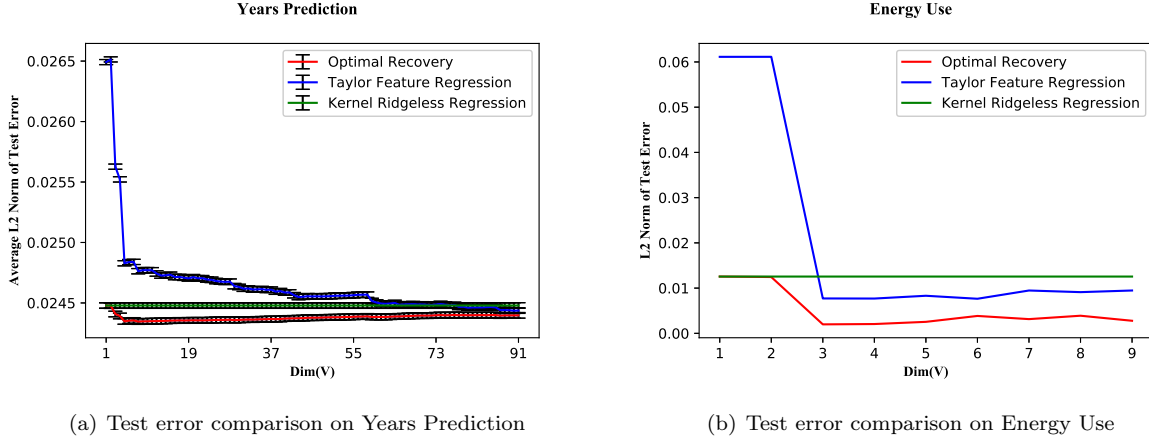 Years Prediction
0.0265
0.0260
0.0255
0.0250
0.0245
Average L2 Norm of Test Error
Optimal Recovery
Taylor Feature Regression
Kernel Ridgeless Regression
1 19 37 55 73 91
Dim(V)
(a) Test error comparison on Years Prediction
Energy Use
0.06
0.05
0.04
0.03
0.02
0.01
0.00
L2 Norm of Test Error
Optimal Recovery
Taylor Feature Regression
Kernel Ridgeless Regression
1 2 3 4 5 6 7 8 9
Dim(V)
(b) Test error comparison on Energy Use